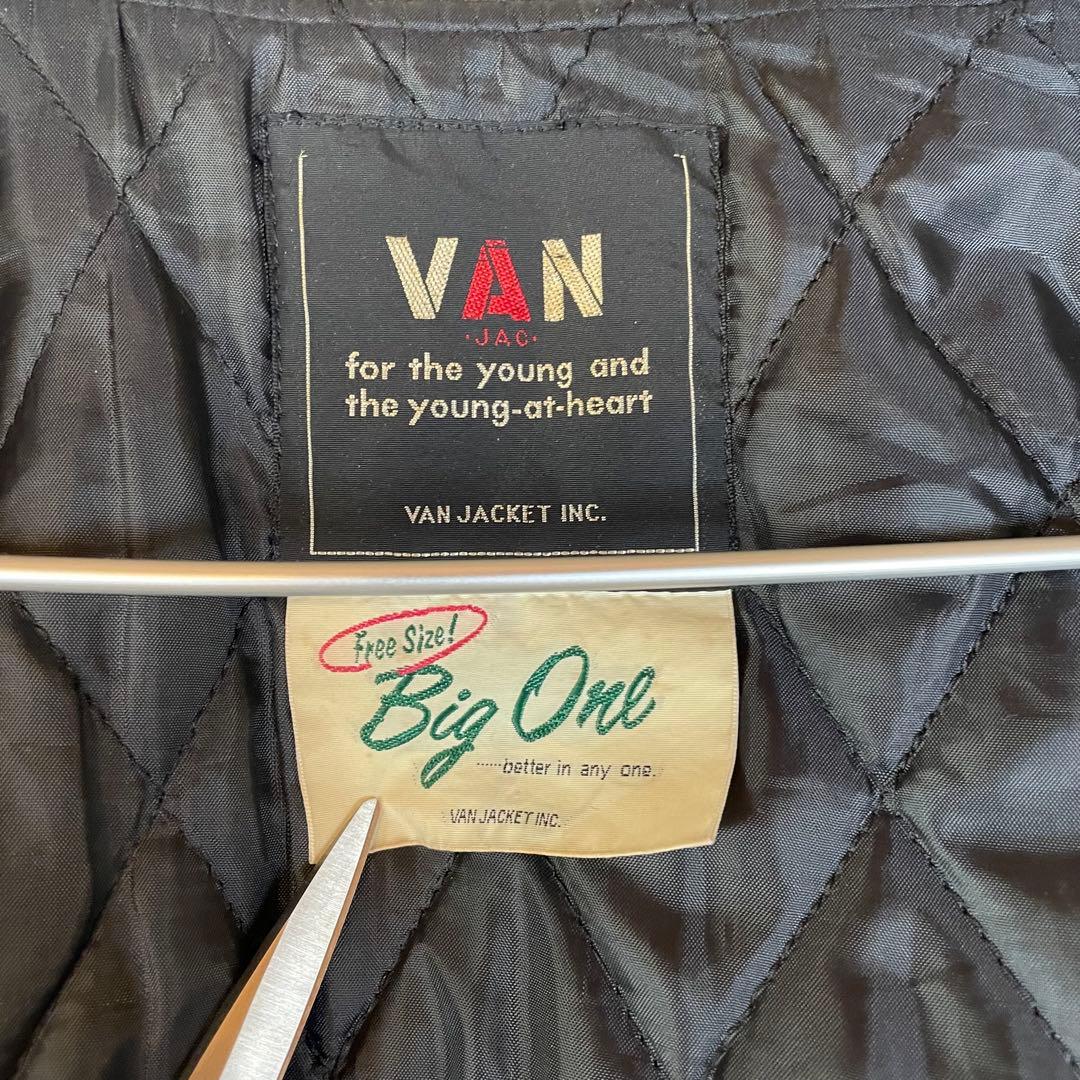 VAN
·JAC·
for the young and
the young-at-heart
VAN JACKET INC.
Free Size!
Big One
......better in any one.
VAN JACKET INC.